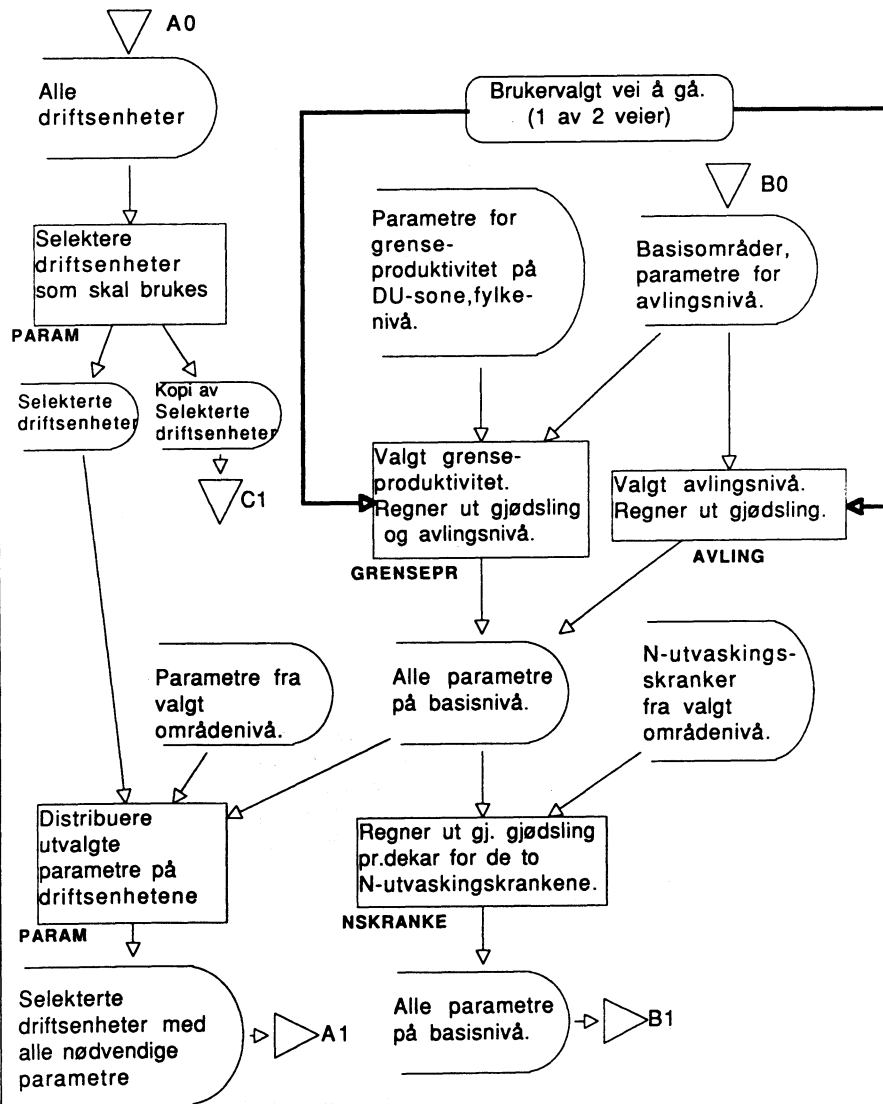 A0
Alle
driftsenheter
Brukervalgt vei å gå.
(1 av 2 veier)
B0
Selektere
driftsenheter
som skal brukes
PARAM
Parametre for
grense-
produktivitet på
DU-sone,fylke-
nivå.
Basisområder,
parametre for
avlingsnivå.
Selekterte
driftsenheter
Kopi av
Selekterte
driftsenheter
C1
Valgt grense-
produktivitet.
Regner ut gjødsling
og avlingsnivå.
GRENSEPR
Valgt avlingsnivå.
Regner ut gjødsling.
AVLING
Parametre fra
valgt
områdenivå.
Alle parametre
på basisnivå.
N-utvaskings-
skranker
fra valgt
områdenivå.
Distribuere
utvalgte
parametre på
driftsenhetene
PARAM
Regner ut gj. gjødsling
pr.dekar for de to
N-utvaskingskrankene.
NSKRANKE
Selekterte
driftsenheter med
alle nødvendige
parametre
A1
Alle parametre
på basisnivå.
B1